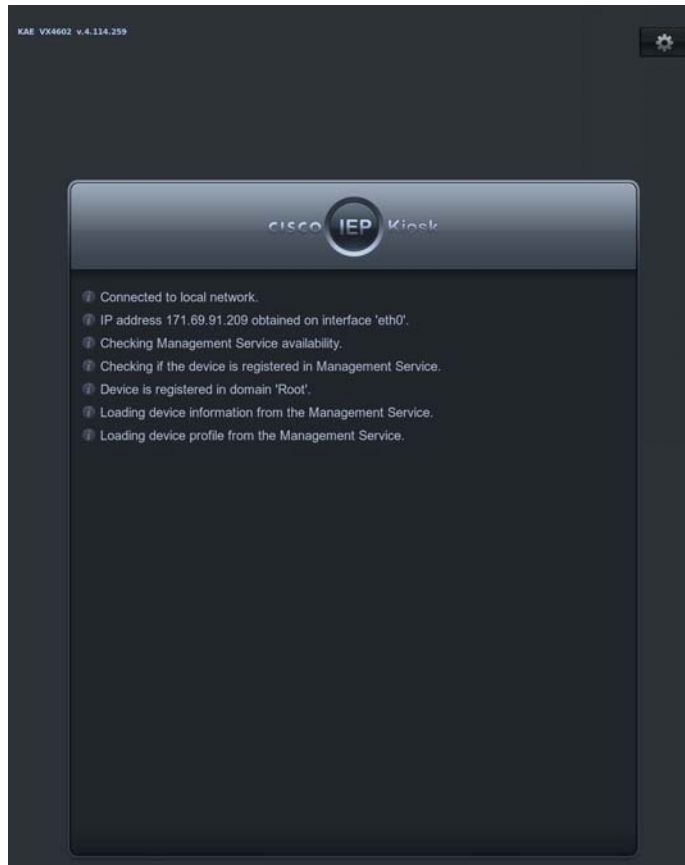 KAE VX4602 v.4.114.259
CISCO IEP Kiosk
Connected to local network.
IP address 171.69.91.209 obtained on interface 'eth0'.
Checking Management Service availability.
Checking if the device is registered in Management Service.
Device is registered in domain 'Root'.
Loading device information from the Management Service.
Loading device profile from the Management Service.